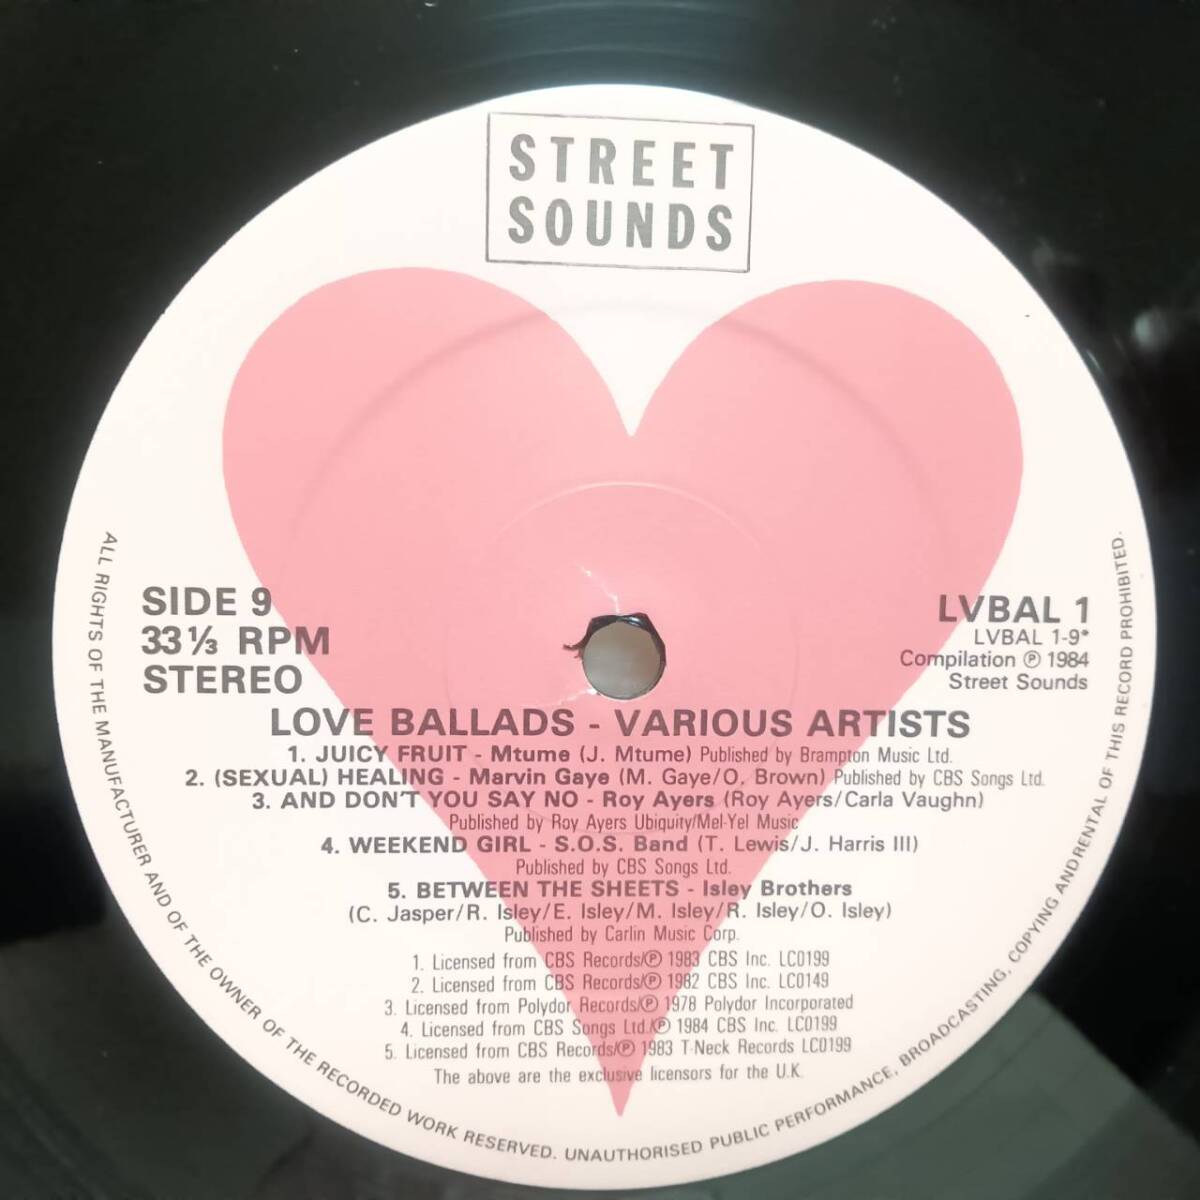 STREET
SOUNDS
SIDE 9
33⅓ RPM
STEREO
LVBAL 1
LVBAL 1-9*
Compilation ℗ 1984
Street Sounds
LOVE BALLADS - VARIOUS ARTISTS
1. JUICY FRUIT - Mtume (J. Mtume) Published by Brampton Music Ltd.
2. (SEXUAL) HEALING - Marvin Gaye (M. Gaye/O. Brown) Published by CBS Songs Ltd.
3. AND DON'T YOU SAY NO - Roy Ayers (Roy Ayers/Carla Vaughn)
Published by Roy Ayers Ubiquity/Mel-Yel Music
4. WEEKEND GIRL - S.O.S. Band (T. Lewis/J. Harris III)
Published by CBS Songs Ltd.
5. BETWEEN THE SHEETS - Isley Brothers
(C. Jasper/R. Isley/E. Isley/M. Isley/R. Isley/O. Isley)
Published by Carlin Music Corp.
1. Licensed from CBS Records/℗ 1983 CBS Inc. LC0199
2. Licensed from CBS Records/℗ 1982 CBS Inc. LC0149
3. Licensed from Polydor Records/℗ 1978 Polydor Incorporated
4. Licensed from CBS Songs Ltd./℗ 1984 CBS Inc. LC0199
5. Licensed from CBS Records/℗ 1983 T-Neck Records LC0199
The above are the exclusive licensors for the U.K.
ALL RIGHTS OF THE MANUFACTURER AND OF THE OWNER OF THE RECORDED WORK RESERVED. UNAUTHORISED PUBLIC PERFORMANCE, BROADCASTING, COPYING ANDRENTAL OF THIS RECORD PROHIBITED.